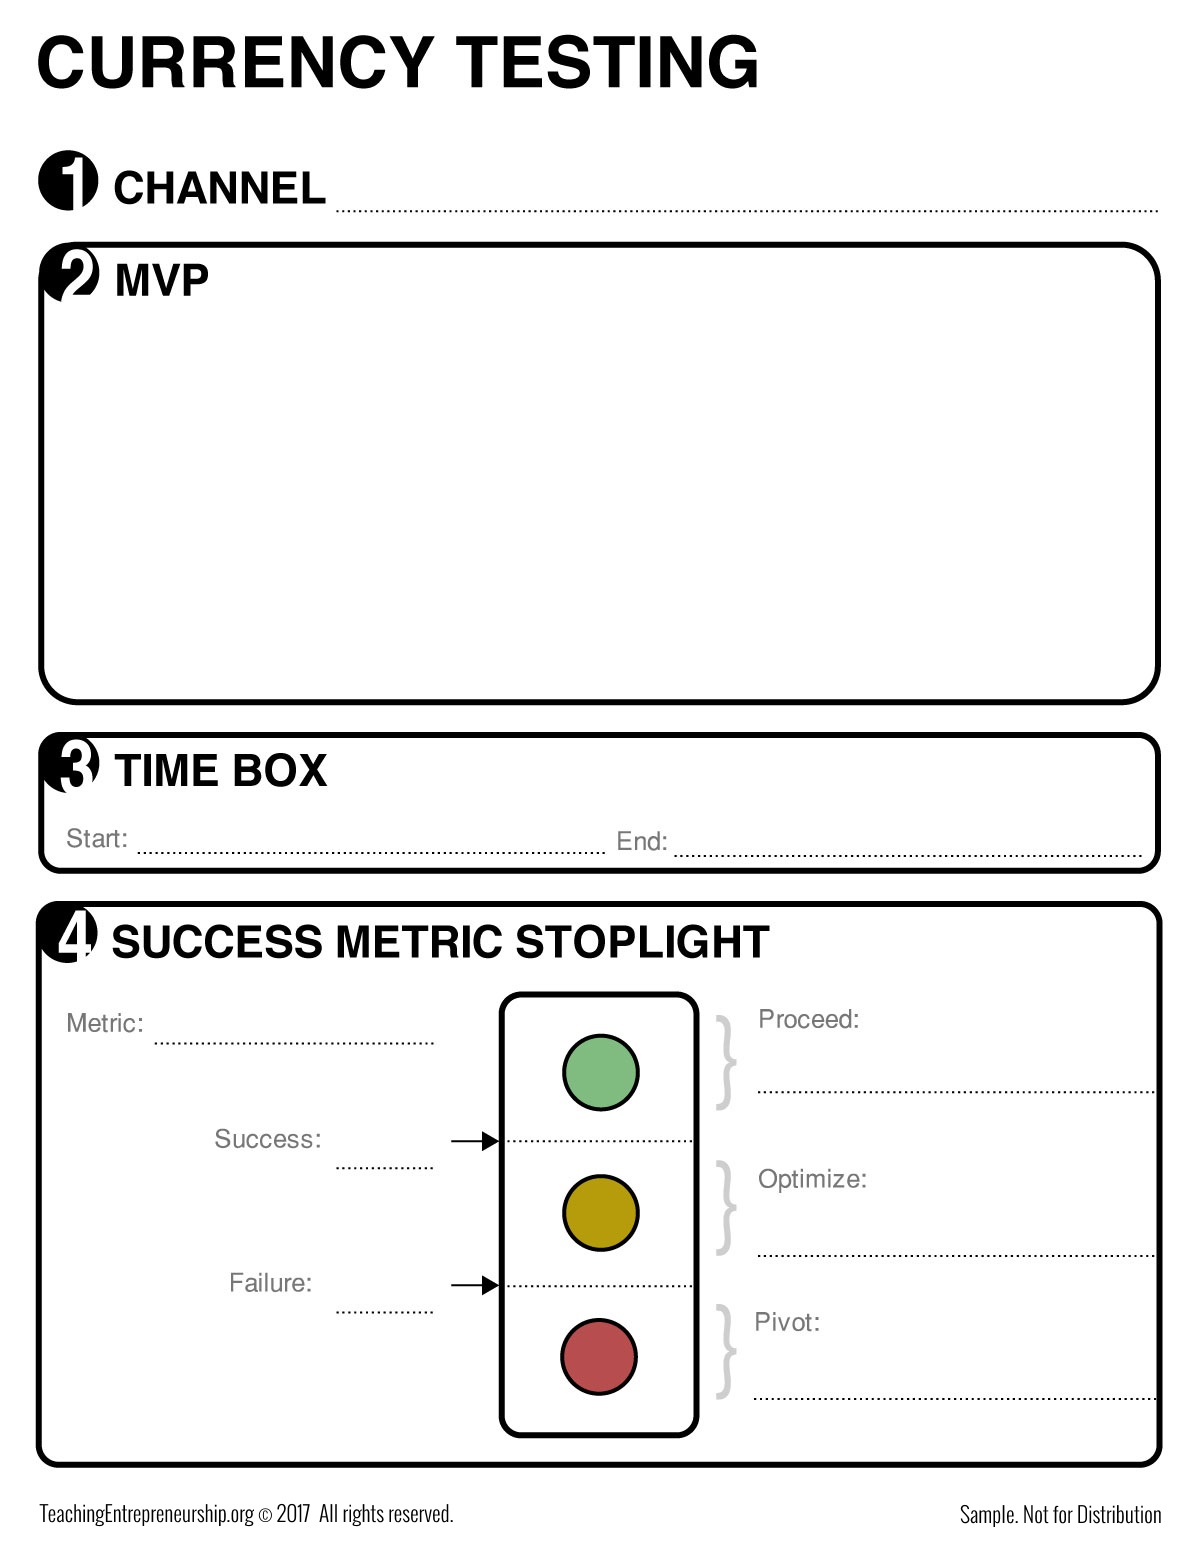 CURRENCY TESTING
1 CHANNEL
2 MVP
3 TIME BOX
Start: End:
4 SUCCESS METRIC STOPLIGHT
Metric:
Proceed:
Success:
Optimize:
Failure:
Pivot:
TeachingEntrepreneurship.org © 2017 All rights reserved.
Sample. Not for Distribution